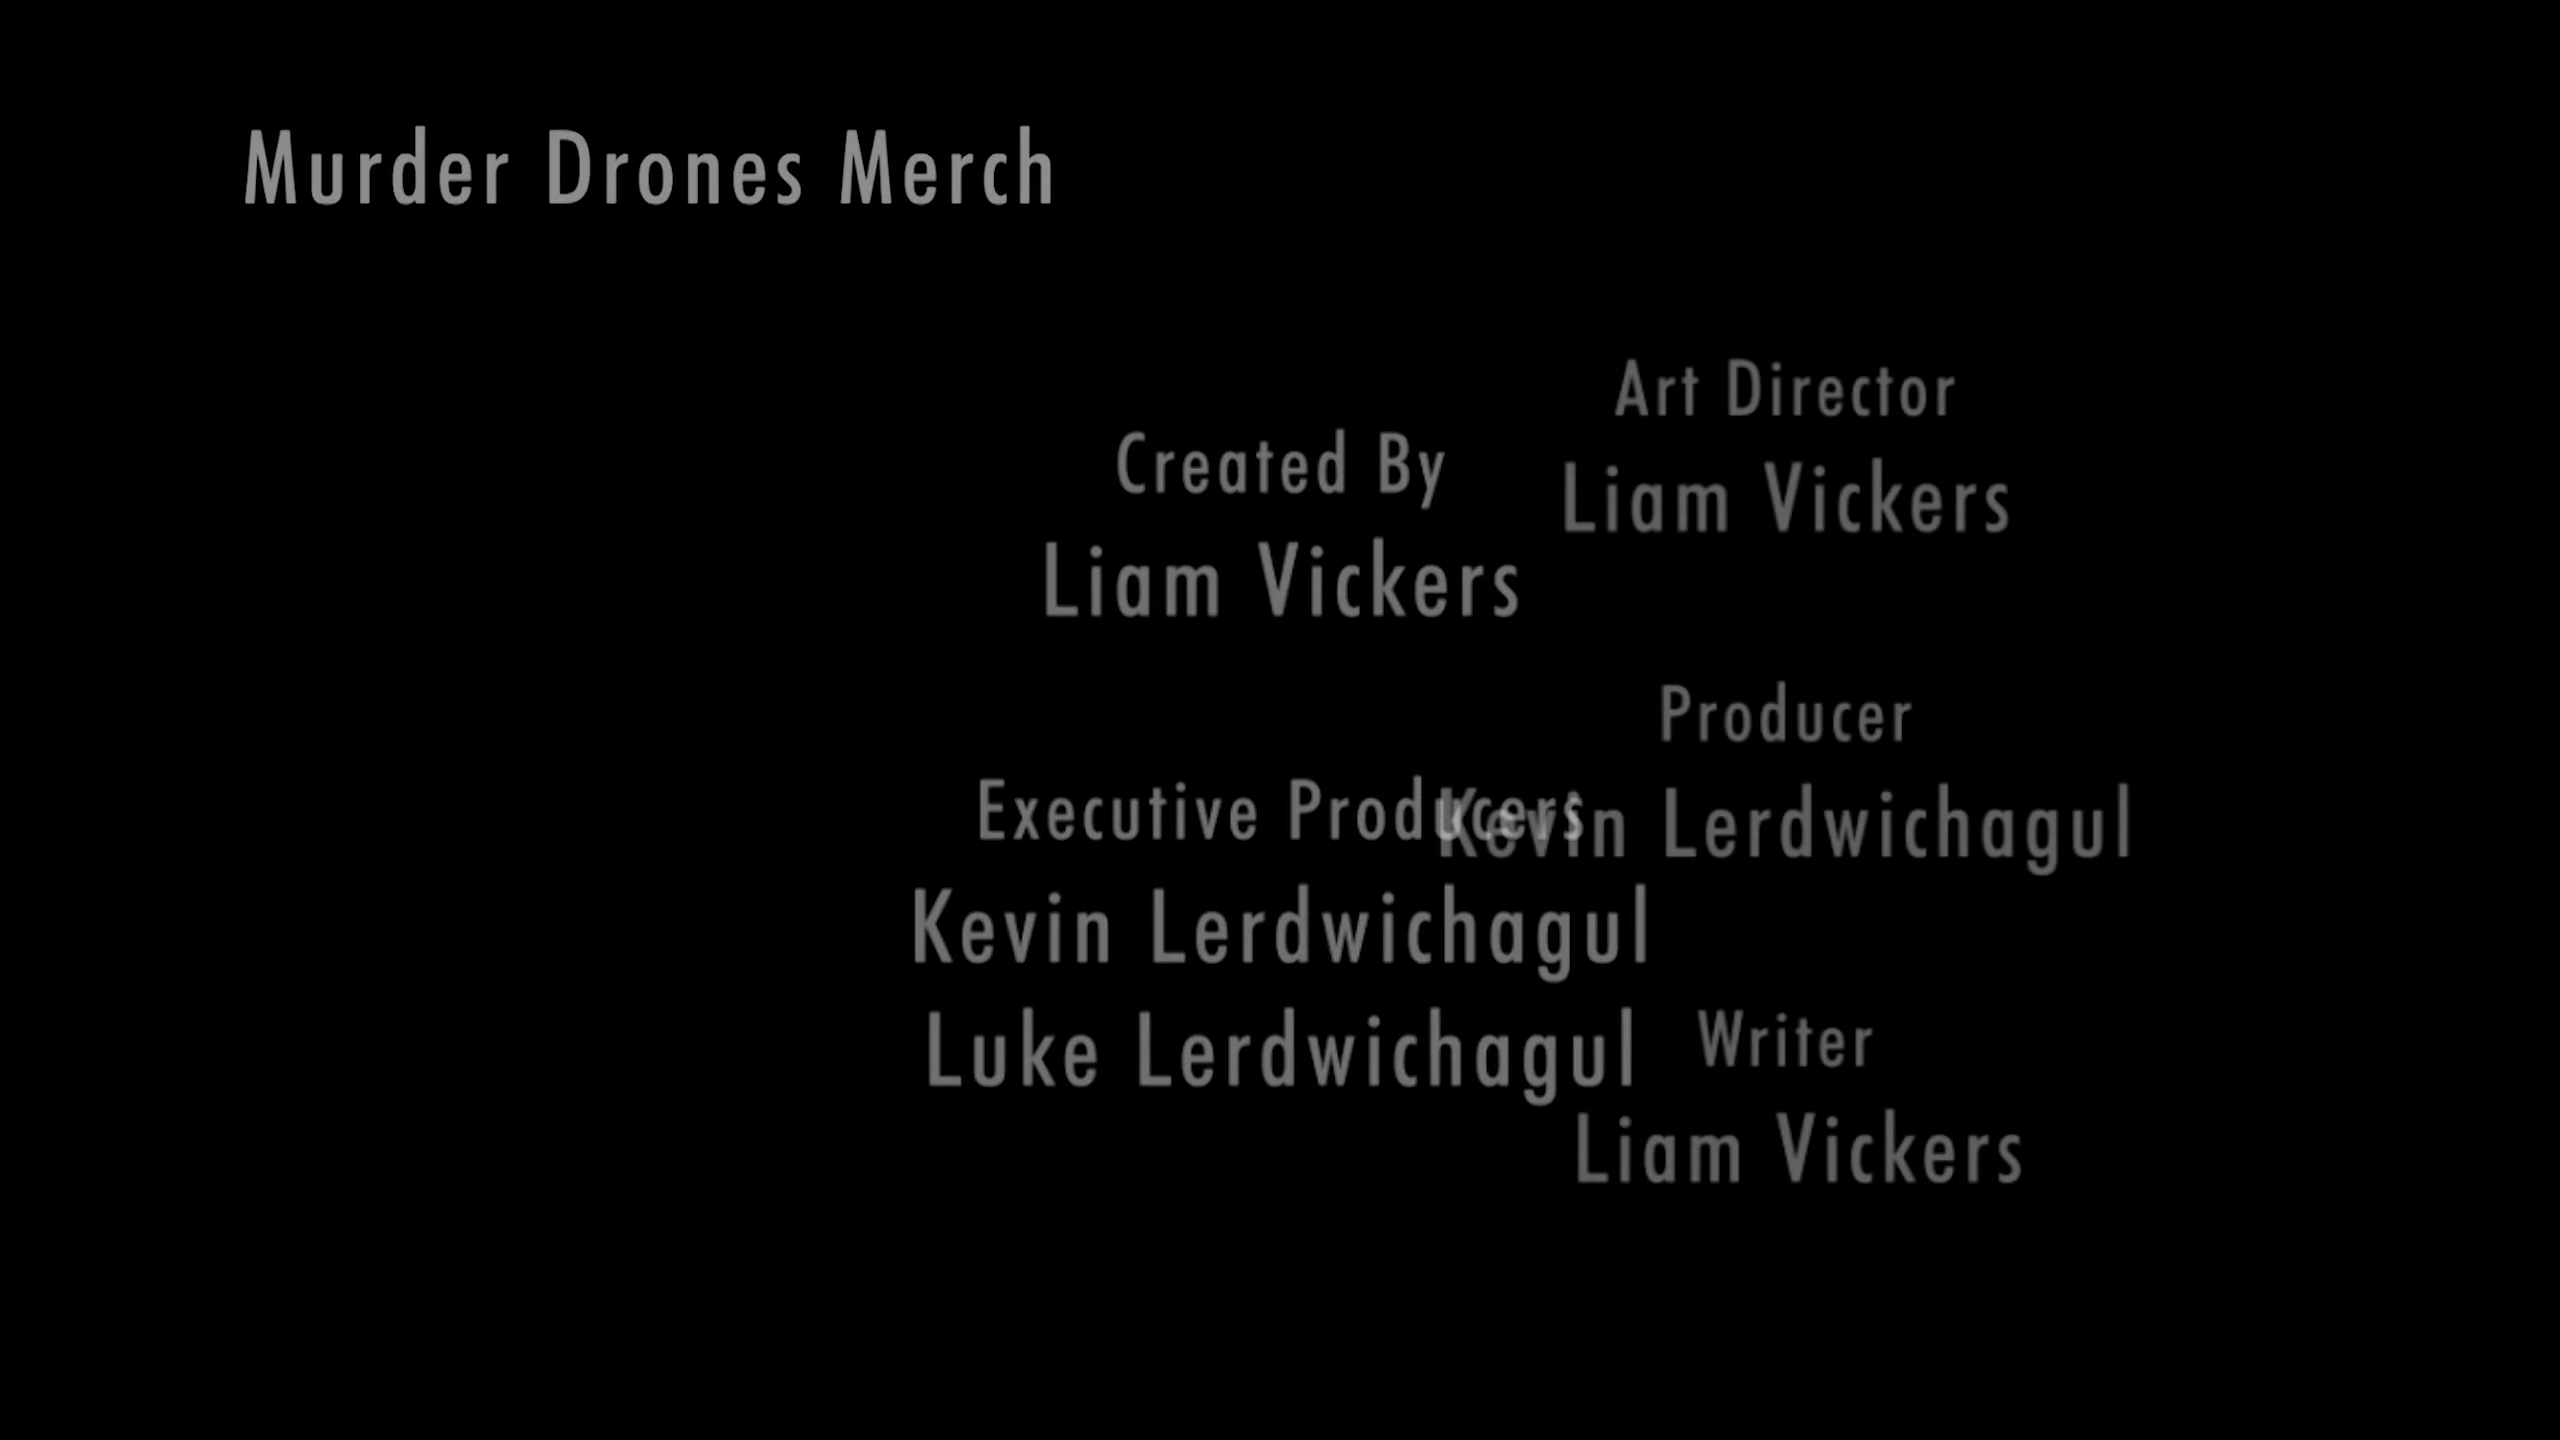 Murder Drones Merch
Created By
Liam Vickers
Executive Producers
Kevin Lerdwichagul
Luke Lerdwichagul
Art Director
Liam Vickers
Producer
Kevin Lerdwichagul
Writer
Liam Vickers